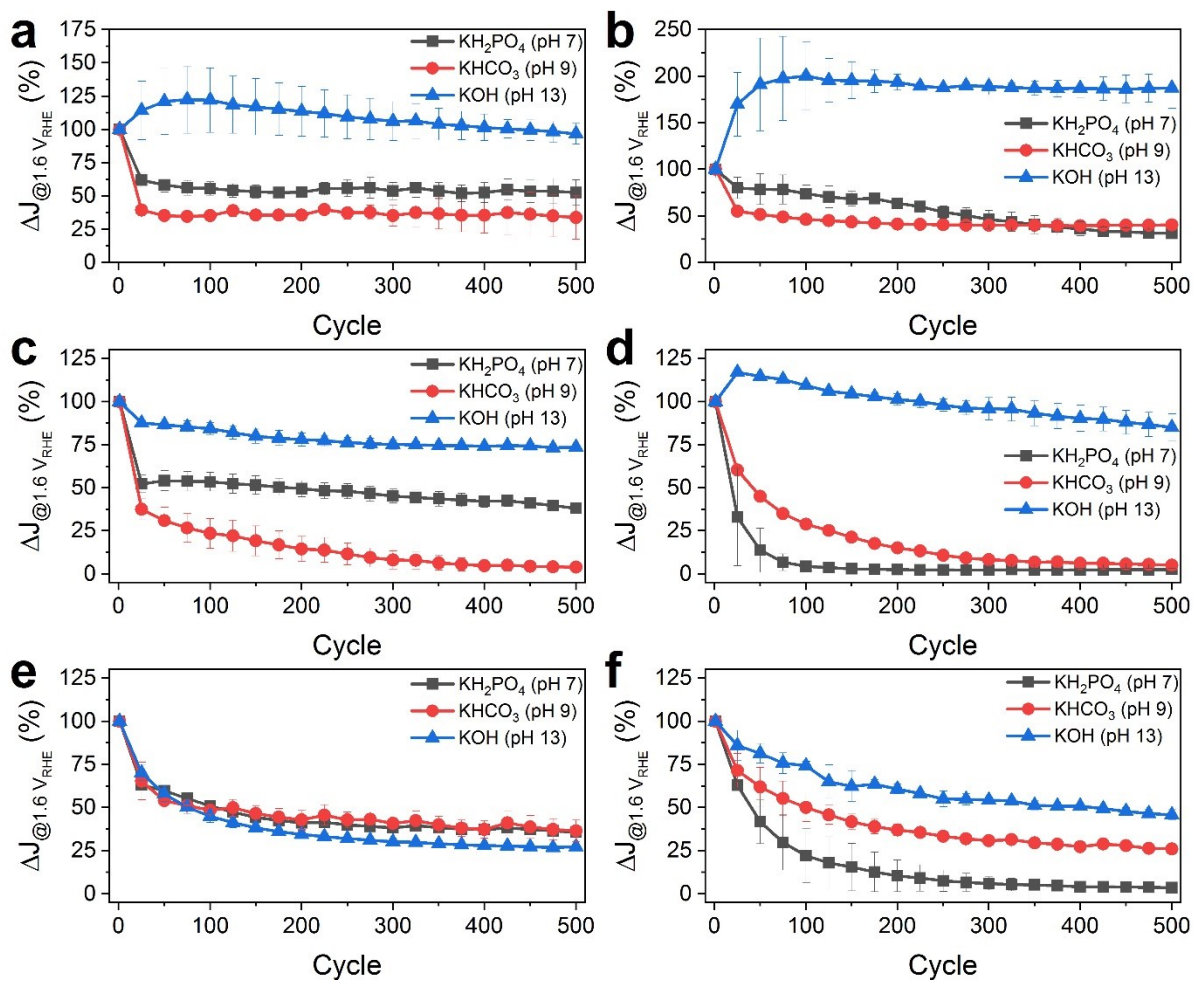 a
ΔJ@1.6 V_RHE (%)
175
150
125
100
75
50
25
0
KH₂PO₄ (pH 7)
KHCO₃ (pH 9)
KOH (pH 13)
0 100 200 300 400 500
Cycle
b
ΔJ@1.6 V_RHE (%)
250
200
150
100
50
0
KH₂PO₄ (pH 7)
KHCO₃ (pH 9)
KOH (pH 13)
0 100 200 300 400 500
Cycle
c
ΔJ@1.6 V_RHE (%)
125
100
75
50
25
0
KH₂PO₄ (pH 7)
KHCO₃ (pH 9)
KOH (pH 13)
0 100 200 300 400 500
Cycle
d
ΔJ@1.6 V_RHE (%)
125
100
75
50
25
0
KH₂PO₄ (pH 7)
KHCO₃ (pH 9)
KOH (pH 13)
0 100 200 300 400 500
Cycle
e
ΔJ@1.6 V_RHE (%)
125
100
75
50
25
0
KH₂PO₄ (pH 7)
KHCO₃ (pH 9)
KOH (pH 13)
0 100 200 300 400 500
Cycle
f
ΔJ@1.6 V_RHE (%)
125
100
75
50
25
0
KH₂PO₄ (pH 7)
KHCO₃ (pH 9)
KOH (pH 13)
0 100 200 300 400 500
Cycle